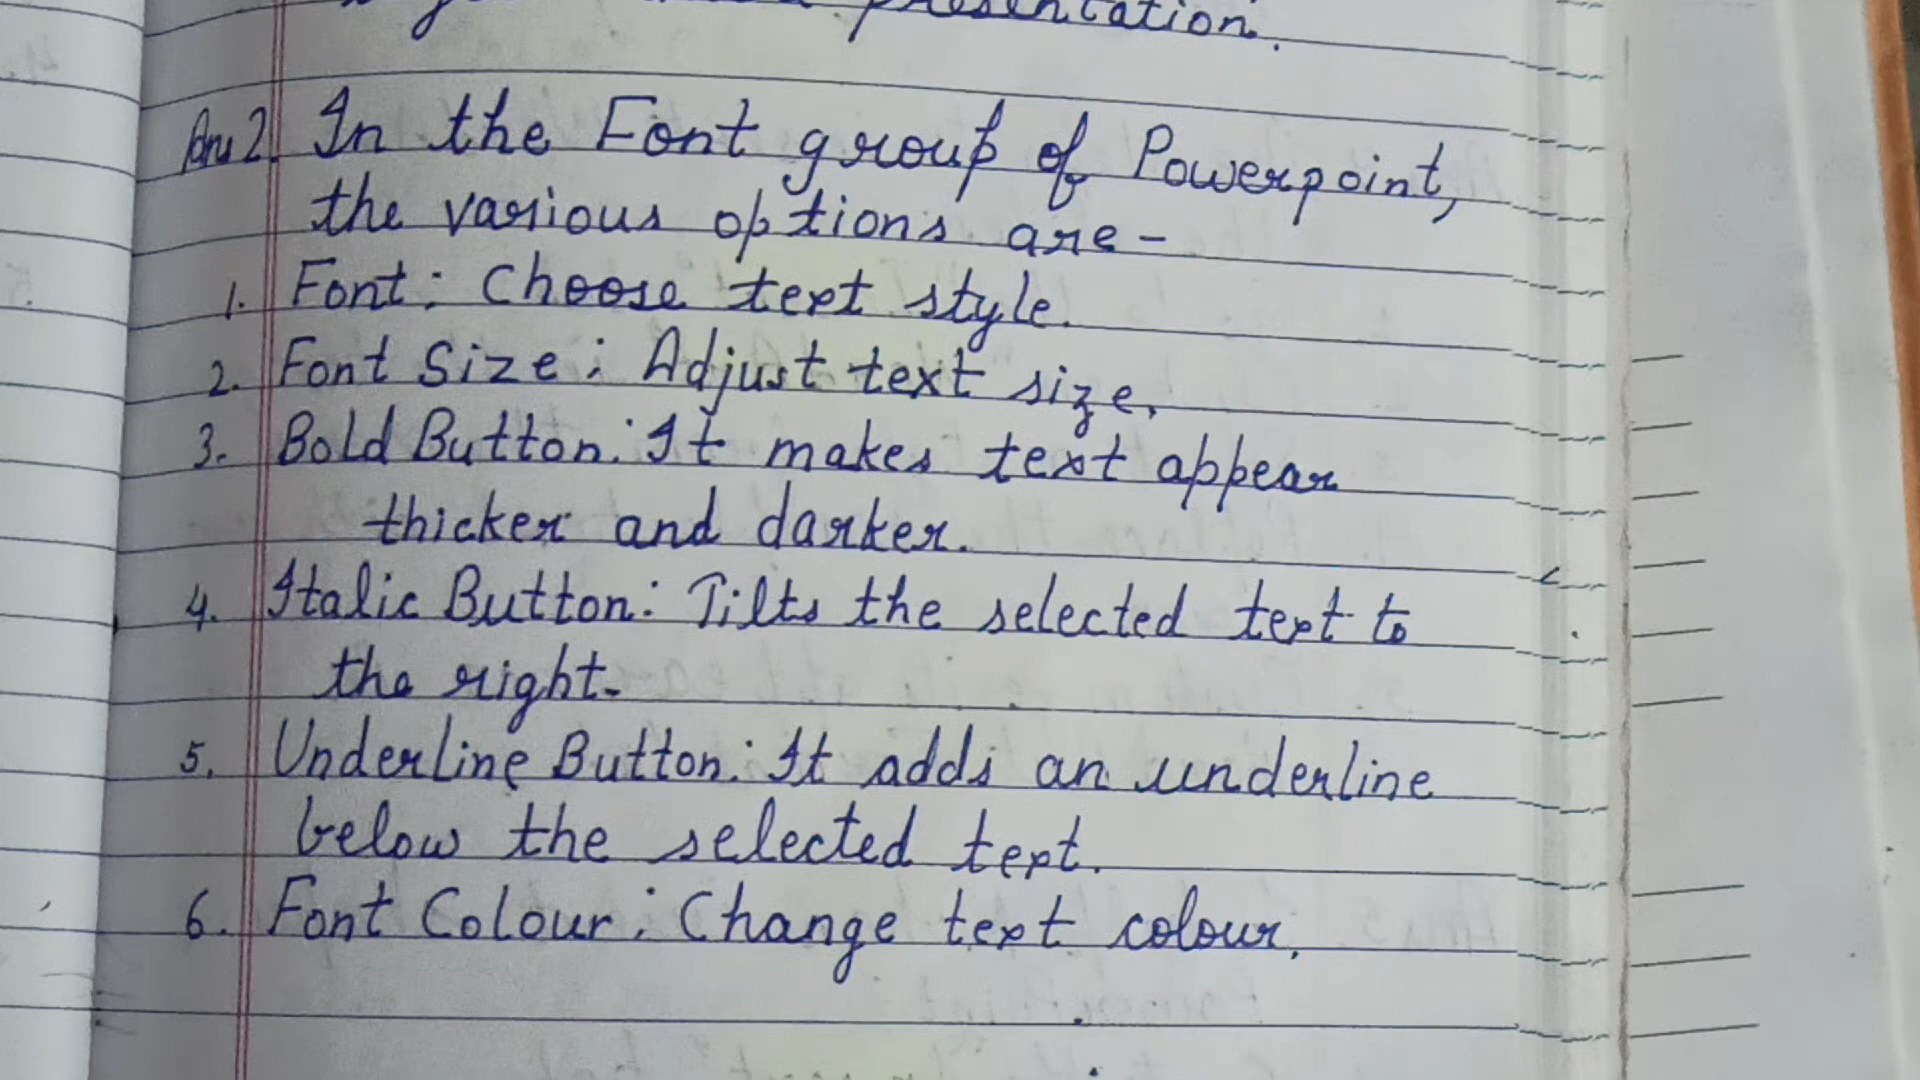 presentation.
Ans 2. In the Font group of Powerpoint,
the various options are-
1. Font: Choose text style.
2. Font Size: Adjust text size.
3. Bold Button: It makes text appear
thicker and darker.
4. Italic Button: Tilts the selected text to
the right.
5. Underline Button: It adds an underline
below the selected text.
6. Font Colour: Change text colour.